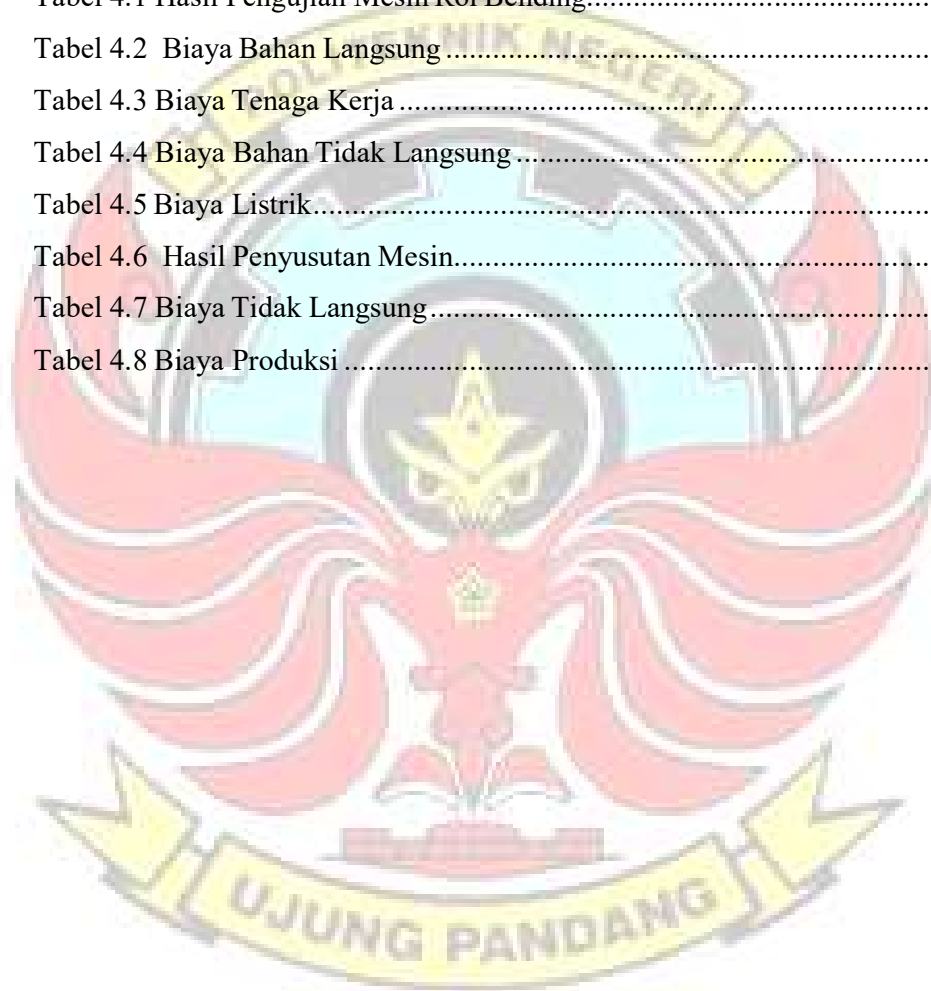 Tabel 4.1 Hasil Pengujian Mesin Rol Bending..........................................
Tabel 4.2  Biaya Bahan Langsung..............................................................
Tabel 4.3 Biaya Tenaga Kerja....................................................................
Tabel 4.4 Biaya Bahan Tidak Langsung.....................................................
Tabel 4.5 Biaya Listrik...............................................................................
Tabel 4.6  Hasil Penyusutan Mesin............................................................
Tabel 4.7 Biaya Tidak Langsung................................................................
Tabel 4.8 Biaya Produksi...........................................................................
POLITEKNIK NEGERI
UJUNG PANDANG